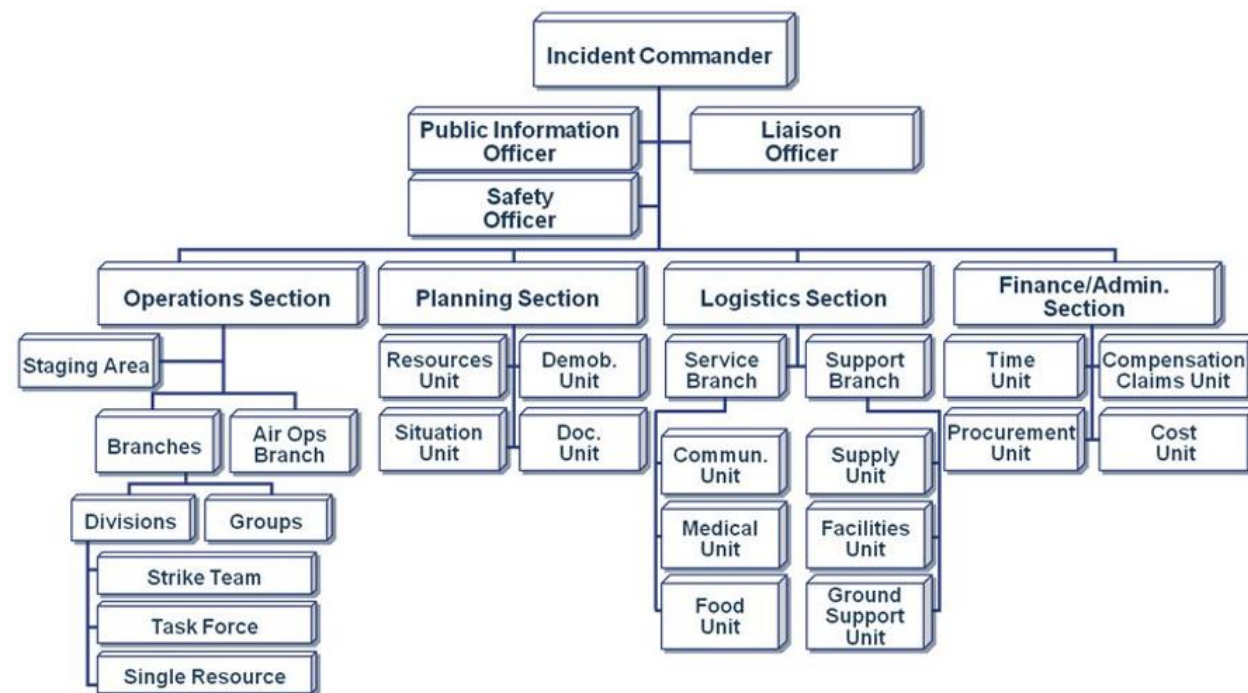 Incident Commander
Public Information
Officer
Liaison
Officer
Safety
Officer
Operations Section
Planning Section
Logistics Section
Finance/Admin.
Section
Staging Area
Branches
Air Ops
Branch
Divisions
Groups
Strike Team
Task Force
Single Resource
Resources
Unit
Demob.
Unit
Situation
Unit
Doc.
Unit
Service
Branch
Support
Branch
Commun.
Unit
Medical
Unit
Food
Unit
Supply
Unit
Facilities
Unit
Ground
Support
Unit
Time
Unit
Compensation
Claims Unit
Procurement
Unit
Cost
Unit